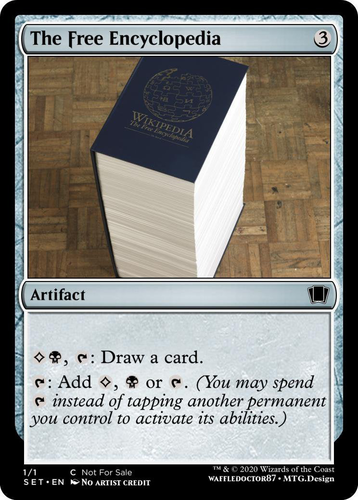 The Free Encyclopedia 3
WIKIPEDIA
The Free Encyclopedia
Artifact
, : Draw a card.
: Add , or . (You may spend
instead of tapping another permanent
you control to activate its abilities.)
1/1 C Not For Sale
SET • EN No artist credit
™ & © 2020 Wizards of the Coast
WAFFLEDOCTOR87 • MTG.Design